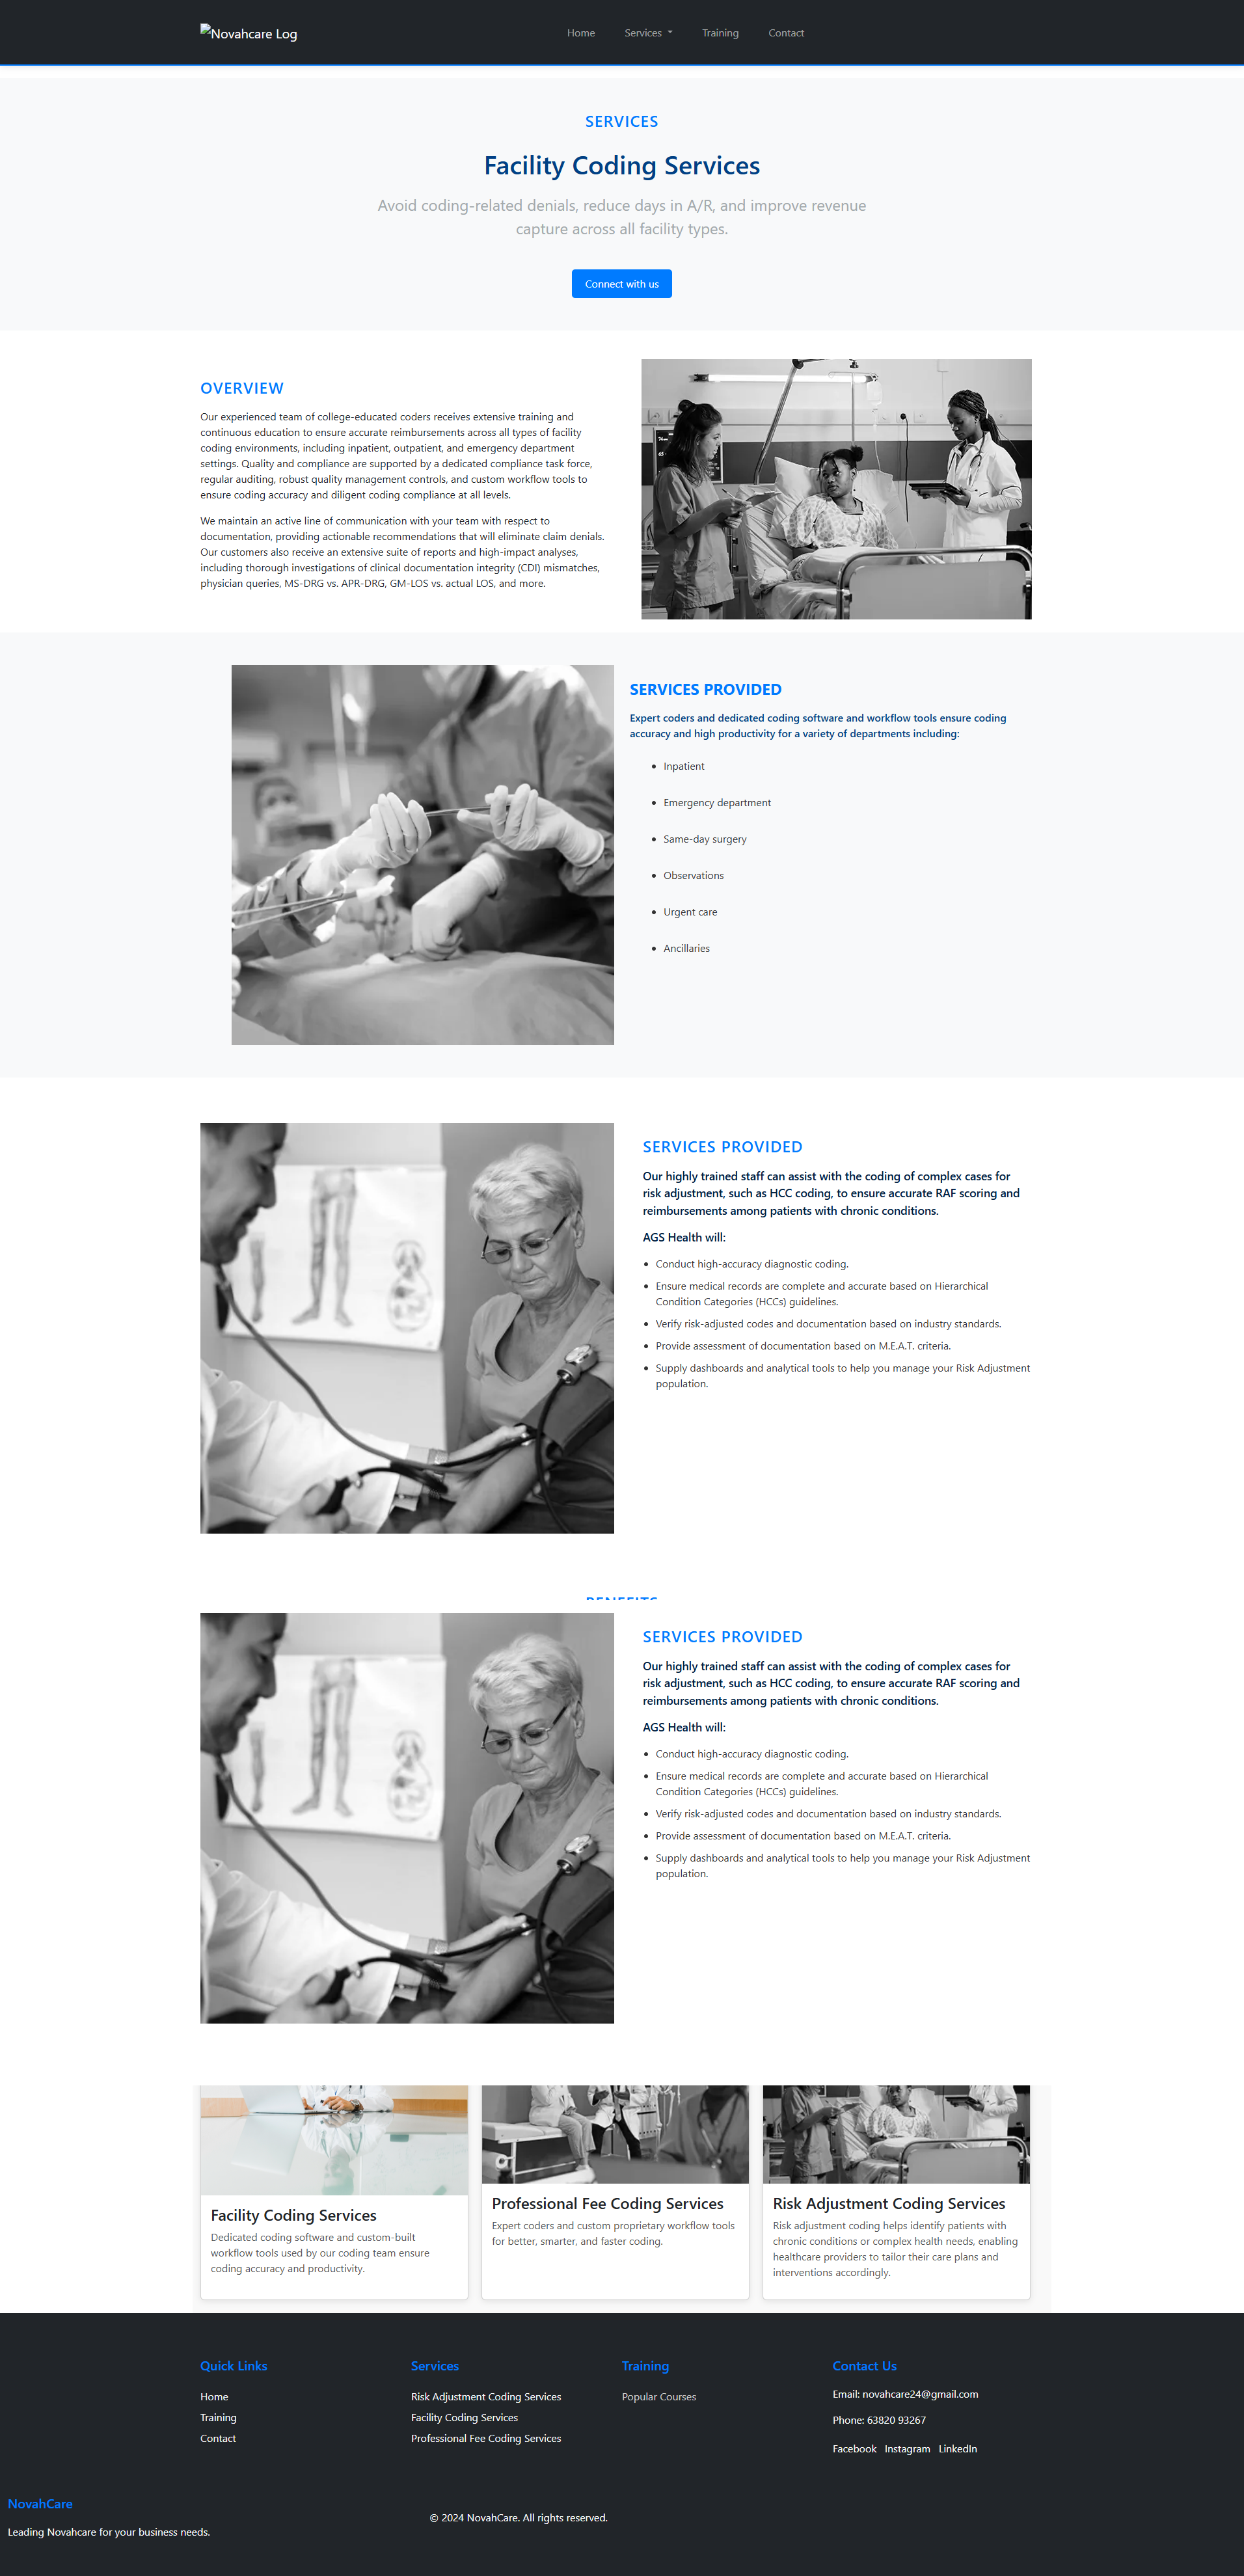 Novahcare Log
Home
Services
Training
Contact
SERVICES
Facility Coding Services
Avoid coding-related denials, reduce days in A/R, and improve revenue
capture across all facility types.
Connect with us
OVERVIEW
Our experienced team of college-educated coders receives extensive training and
continuous education to ensure accurate reimbursements across all types of facility
coding environments, including inpatient, outpatient, and emergency department
settings. Quality and compliance are supported by a dedicated compliance task force,
regular auditing, robust quality management controls, and custom workflow tools to
ensure coding accuracy and diligent coding compliance at all levels.
We maintain an active line of communication with your team with respect to
documentation, providing actionable recommendations that will eliminate claim denials.
Our customers also receive an extensive suite of reports and high-impact analyses,
including thorough investigations of clinical documentation integrity (CDI) mismatches,
physician queries, MS-DRG vs. APR-DRG, GM-LOS vs. actual LOS, and more.
SERVICES PROVIDED
Expert coders and dedicated coding software and workflow tools ensure coding
accuracy and high productivity for a variety of departments including:
Inpatient
Emergency department
Same-day surgery
Observations
Urgent care
Ancillaries
SERVICES PROVIDED
Our highly trained staff can assist with the coding of complex cases for
risk adjustment, such as HCC coding, to ensure accurate RAF scoring and
reimbursements among patients with chronic conditions.
AGS Health will:
Conduct high-accuracy diagnostic coding.
Ensure medical records are complete and accurate based on Hierarchical
Condition Categories (HCCs) guidelines.
Verify risk-adjusted codes and documentation based on industry standards.
Provide assessment of documentation based on M.E.A.T. criteria.
Supply dashboards and analytical tools to help you manage your Risk Adjustment
population.
BENEFITS
SERVICES PROVIDED
Our highly trained staff can assist with the coding of complex cases for
risk adjustment, such as HCC coding, to ensure accurate RAF scoring and
reimbursements among patients with chronic conditions.
AGS Health will:
Conduct high-accuracy diagnostic coding.
Ensure medical records are complete and accurate based on Hierarchical
Condition Categories (HCCs) guidelines.
Verify risk-adjusted codes and documentation based on industry standards.
Provide assessment of documentation based on M.E.A.T. criteria.
Supply dashboards and analytical tools to help you manage your Risk Adjustment
population.
Facility Coding Services
Dedicated coding software and custom-built
workflow tools used by our coding team ensure
coding accuracy and productivity.
Professional Fee Coding Services
Expert coders and custom proprietary workflow tools
for better, smarter, and faster coding.
Risk Adjustment Coding Services
Risk adjustment coding helps identify patients with
chronic conditions or complex health needs, enabling
healthcare providers to tailor their care plans and
interventions accordingly.
Quick Links
Home
Training
Contact
Services
Risk Adjustment Coding Services
Facility Coding Services
Professional Fee Coding Services
Training
Popular Courses
Contact Us
Email: novahcare24@gmail.com
Phone: 63820 93267
Facebook Instagram LinkedIn
NovahCare
Leading Novahcare for your business needs.
© 2024 NovahCare. All rights reserved.